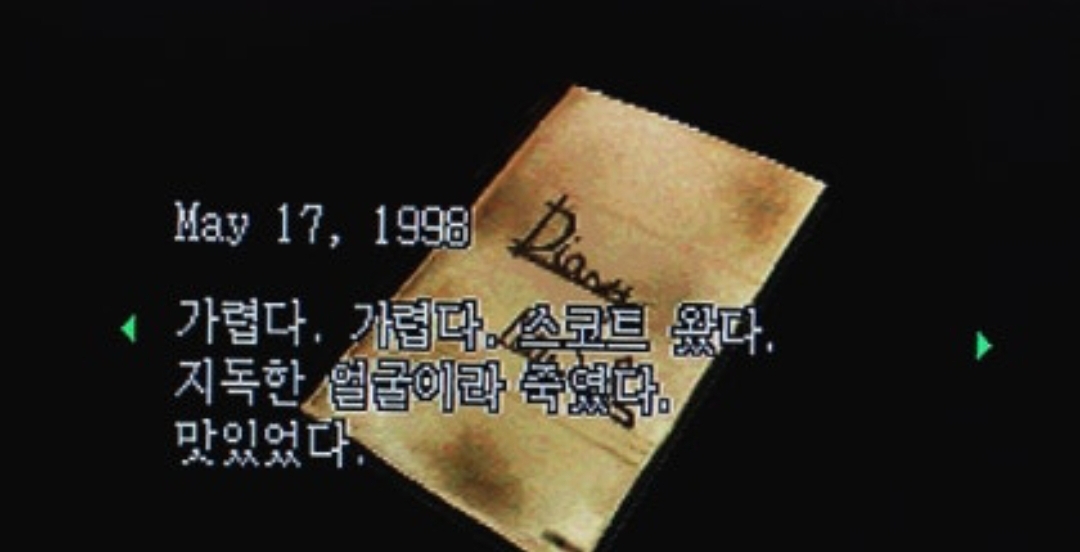 May 17, 1998
가렵다. 가렵다. 스코트 왔다.
지독한 얼굴이라 죽였다.
맛있었다.